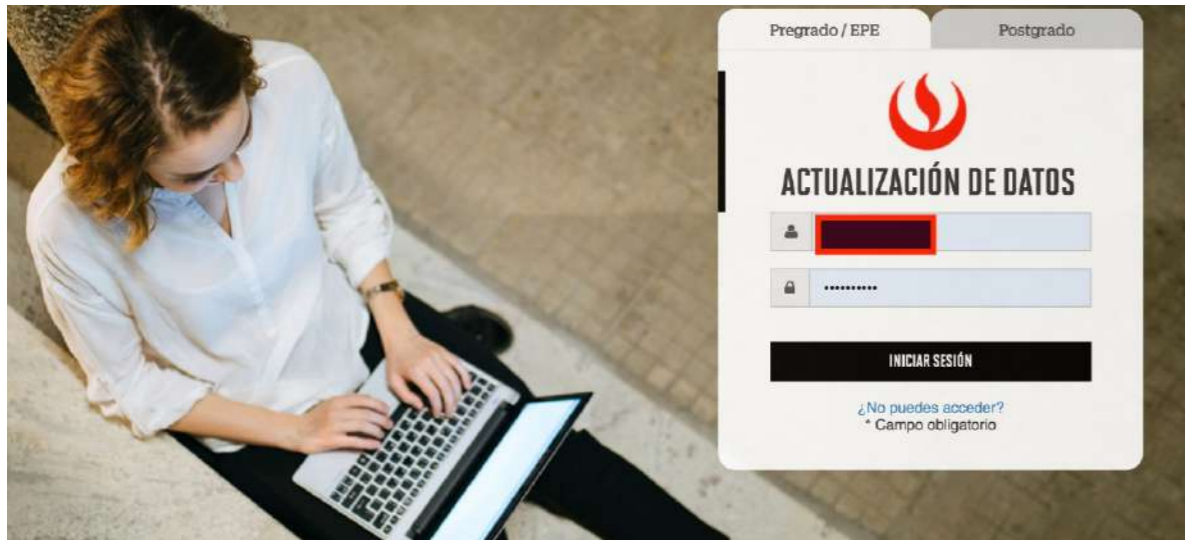 Pregrado / EPE
Postgrado
ACTUALIZACIÓN DE DATOS
INICIAR SESIÓN
¿No puedes acceder?
* Campo obligatorio